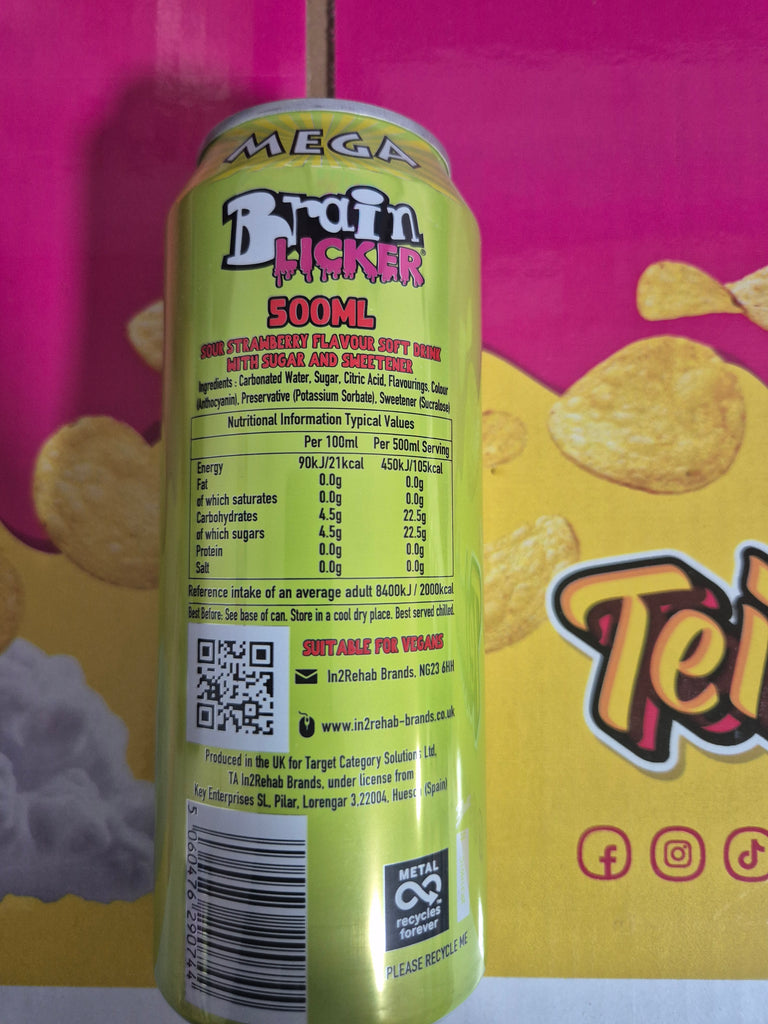 MEGA
Brain
LICKER
500ML
SOUR STRAWBERRY FLAVOUR SOFT DRINK
WITH SUGAR AND SWEETENER
Ingredients : Carbonated Water, Sugar, Citric Acid, Flavourings, Colour
(Anthocyanin), Preservative (Potassium Sorbate), Sweetener (Sucralose)
Nutritional Information Typical Values
Per 100ml Per 500ml Serving
Energy 90kJ/21kcal 450kJ/105kcal
Fat 0.0g 0.0g
of which saturates 0.0g 0.0g
Carbohydrates 4.5g 22.5g
of which sugars 4.5g 22.5g
Protein 0.0g 0.0g
Salt 0.0g 0.0g
Reference intake of an average adult 8400kJ / 2000kcal
Best Before: See base of can. Store in a cool dry place. Best served chilled.
SUITABLE FOR VEGANS
In2Rehab Brands, NG23 6HH
www.in2rehab-brands.co.uk
Produced in the UK for Target Category Solutions Ltd,
TA In2Rehab Brands, under license from
Key Enterprises SL, Pilar, Lorengar 3,22004, Huesca (Spain)
5 060476 290744
METAL
recycles
forever
PLEASE RECYCLE ME
Tei